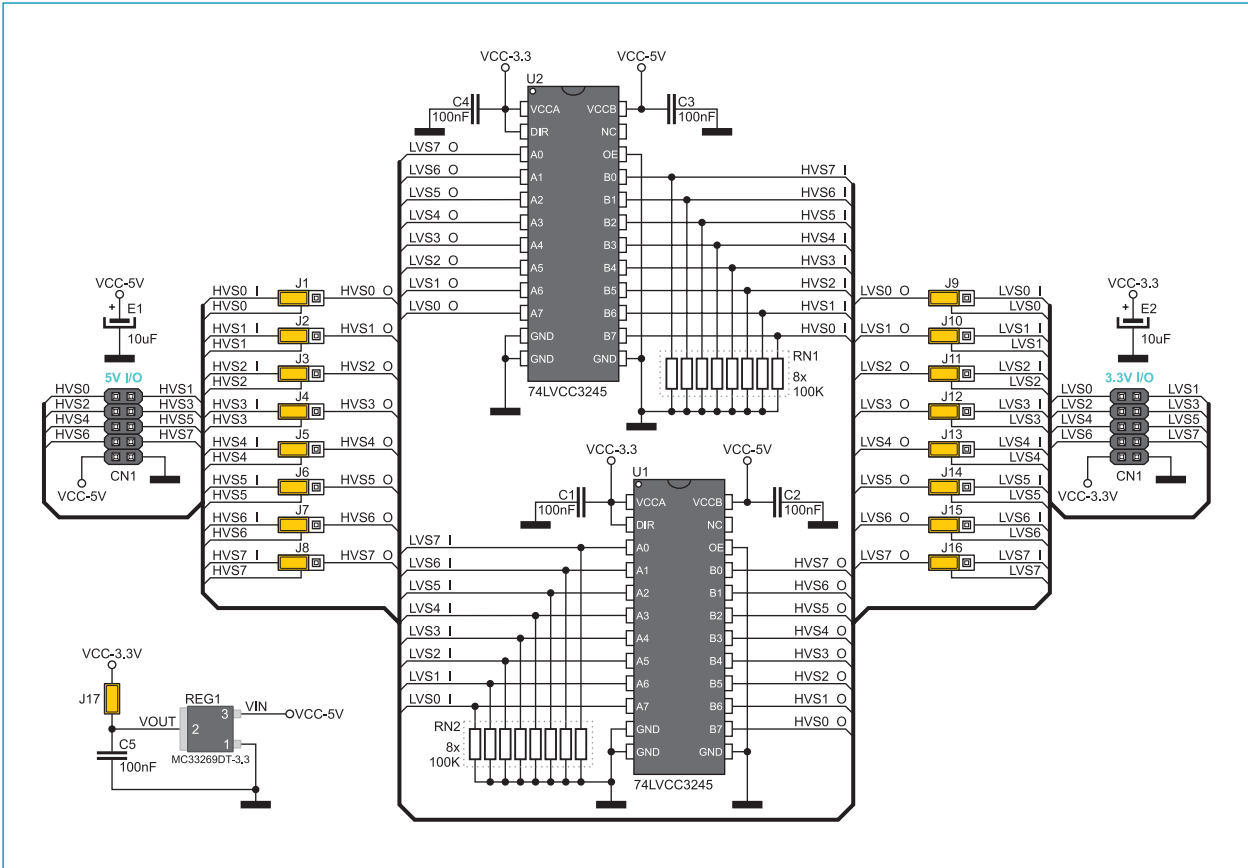 VCC-3.3
VCC-5V
U2
C4
100nF
C3
100nF
VCCA
VCCB
DIR
NC
A0
OE
A1
B0
A2
B1
A3
B2
A4
B3
A5
B4
A6
B5
A7
B6
GND
B7
GND
GND
74LVCC3245
LVS7 O
LVS6 O
LVS5 O
LVS4 O
LVS3 O
LVS2 O
LVS1 O
LVS0 O
HVS7 I
HVS6 I
HVS5 I
HVS4 I
HVS3 I
HVS2 I
HVS1 I
HVS0 I
RN1
8x
100K
VCC-5V
+
E1
10uF
5V I/O
HVS0
HVS1
HVS2
HVS3
HVS4
HVS5
HVS6
HVS7
CN1
VCC-5V
HVS0 I
J1
HVS0 O
HVS0
HVS1 I
J2
HVS1 O
HVS1
HVS2 I
J3
HVS2 O
HVS2
HVS3 I
J4
HVS3 O
HVS3
HVS4 I
J5
HVS4 O
HVS4
HVS5 I
J6
HVS5 O
HVS5
HVS6 I
J7
HVS6 O
HVS6
HVS7 I
J8
HVS7 O
HVS7
LVS0 O
J9
LVS0 I
LVS0
LVS1 O
J10
LVS1 I
LVS1
LVS2 O
J11
LVS2 I
LVS2
LVS3 O
J12
LVS3 I
LVS3
LVS4 O
J13
LVS4 I
LVS4
LVS5 O
J14
LVS5 I
LVS5
LVS6 O
J15
LVS6 I
LVS6
LVS7 O
J16
LVS7 I
LVS7
VCC-3.3
+
E2
10uF
3.3V I/O
LVS0
LVS1
LVS2
LVS3
LVS4
LVS5
LVS6
LVS7
CN1
VCC-3.3V
VCC-3.3
VCC-5V
U1
C1
100nF
C2
100nF
VCCA
VCCB
DIR
NC
A0
OE
A1
B0
A2
B1
A3
B2
A4
B3
A5
B4
A6
B5
A7
B6
GND
B7
GND
GND
74LVCC3245
LVS7 I
LVS6 I
LVS5 I
LVS4 I
LVS3 I
LVS2 I
LVS1 I
LVS0 I
HVS7 O
HVS6 O
HVS5 O
HVS4 O
HVS3 O
HVS2 O
HVS1 O
HVS0 O
RN2
8x
100K
VCC-3.3V
J17
REG1
VOUT
2
3
VIN
VCC-5V
1
C5
100nF
MC33269DT-3.3